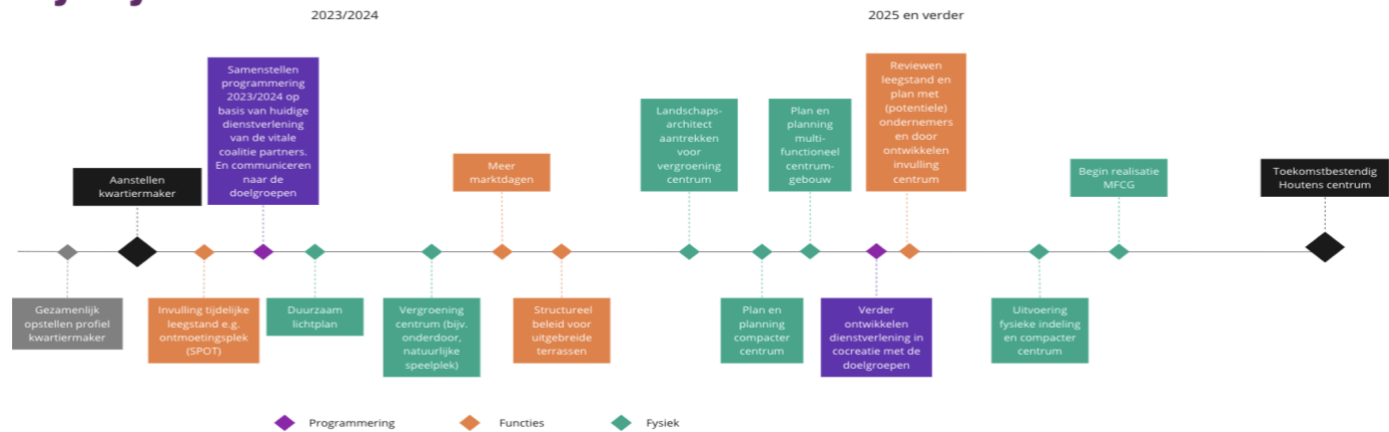 2023/2024
2025 en verder
Samenstellen
programmering
2023/2024 op
basis van huidige
dienstverlening
van de vitale
coalitie partners.
En communiceren
naar de
doelgroepen
Reviewen
leegstand en
plan met
(potentiele)
ondernemers
en door
ontwikkelen
invulling
centrum
Landschaps-
architect
aantrekken
voor
vergroening
centrum
Plan en
planning
multi-
functioneel
centrum-
gebouw
Aanstellen
kwartiermaker
Meer
marktdagen
Begin realisatie
MFCG
Toekomstbestendig
Houtens centrum
Gezamenlijk
opstellen profiel
kwartiermaker
Invulling tijdelijke
leegstand e.g.
ontmoetingsplek
(SPOT)
Duurzaam
lichtplan
Vergroening
centrum (bijv.
onderdoor,
natuurlijke
speelplek)
Structureel
beleid voor
uitgebreide
terrassen
Plan en
planning
compacter
centrum
Verder
ontwikkelen
dienstverlening in
cocreatie met de
doelgroepen
Uitvoering
fysieke indeling
en compacter
centrum
Programmering
Functies
Fysiek